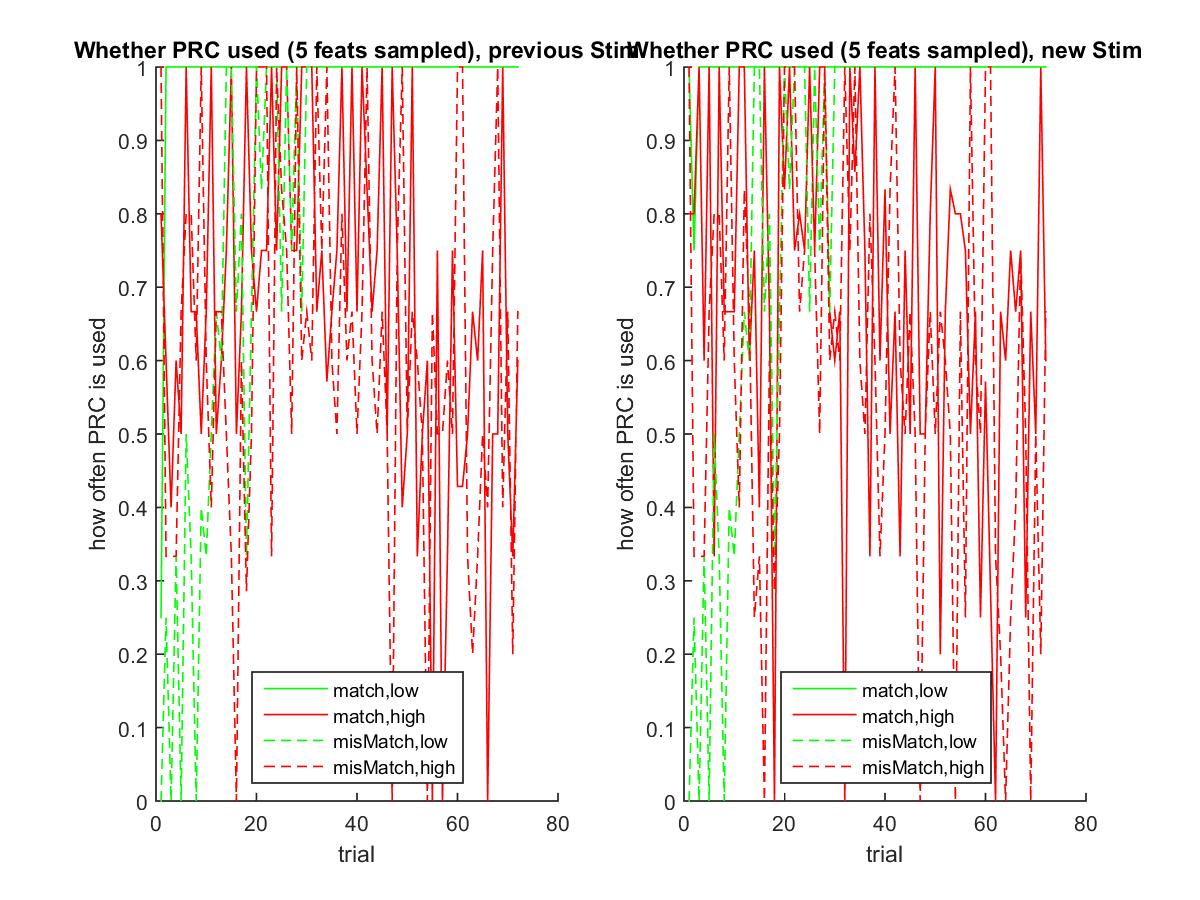 Whether PRC used (5 feats sampled), previous Stim
1
0.9
0.8
0.7
0.6
0.5
0.4
0.3
0.2
0.1
0
how often PRC is used
match,low
match,high
misMatch,low
misMatch,high
0 20 40 60 80
trial
Whether PRC used (5 feats sampled), new Stim
1
0.9
0.8
0.7
0.6
0.5
0.4
0.3
0.2
0.1
0
how often PRC is used
match,low
match,high
misMatch,low
misMatch,high
0 20 40 60 80
trial